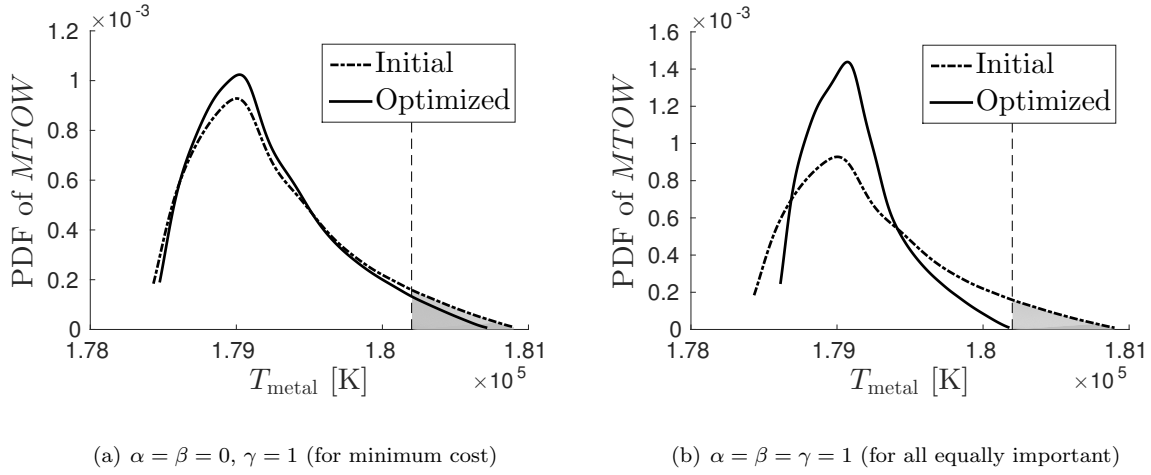 ×10⁻³
1.2
1
0.8
0.6
0.4
0.2
0
PDF of MTOW
Initial
Optimized
1.78
1.79
1.8
1.81
T_metal [K]
×10⁵
(a) α = β = 0, γ = 1 (for minimum cost)
×10⁻³
1.6
1.4
1.2
1
0.8
0.6
0.4
0.2
0
PDF of MTOW
Initial
Optimized
1.78
1.79
1.8
1.81
T_metal [K]
×10⁵
(b) α = β = γ = 1 (for all equally important)